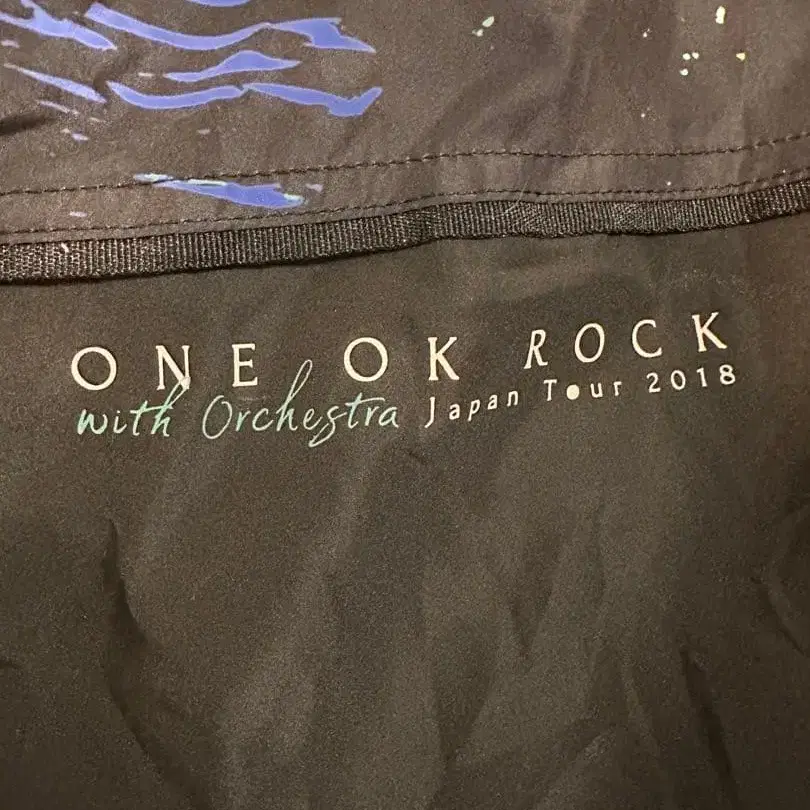 ONE OK ROCK
with Orchestra Japan Tour 2018